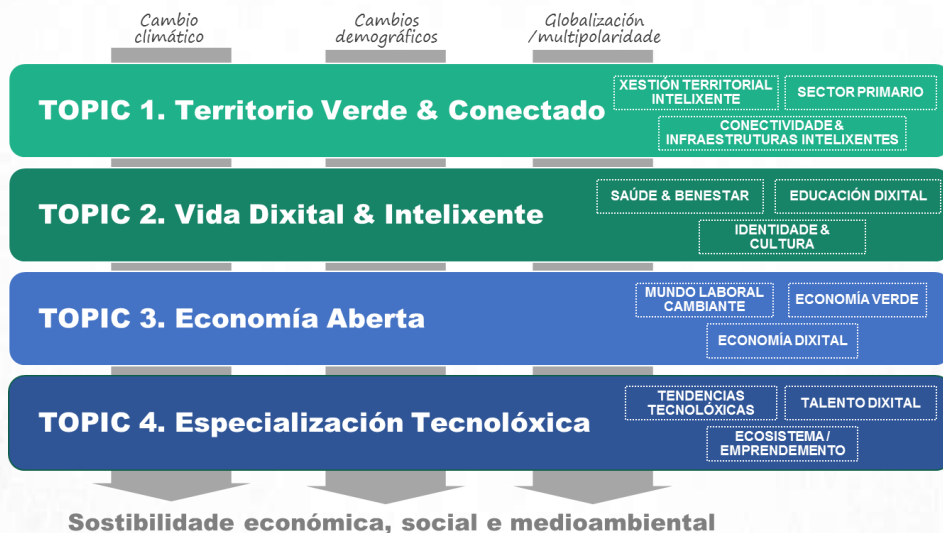 Cambio
climático
Cambios
demográficos
Globalización
/multipolaridade
TOPIC 1. Territorio Verde & Conectado
XESTIÓN TERRITORIAL
INTELIXENTE
SECTOR PRIMARIO
CONECTIVIDADE &
INFRAESTRUTURAS INTELIXENTES
TOPIC 2. Vida Dixital & Intelixente
SAÚDE & BENESTAR
EDUCACIÓN DIXITAL
IDENTIDADE &
CULTURA
TOPIC 3. Economía Aberta
MUNDO LABORAL
CAMBIANTE
ECONOMÍA VERDE
ECONOMÍA DIXITAL
TOPIC 4. Especialización Tecnolóxica
TENDENCIAS
TECNOLÓXICAS
TALENTO DIXITAL
ECOSISTEMA /
EMPRENDEMENTO
Sostibilidade económica, social e medioambiental